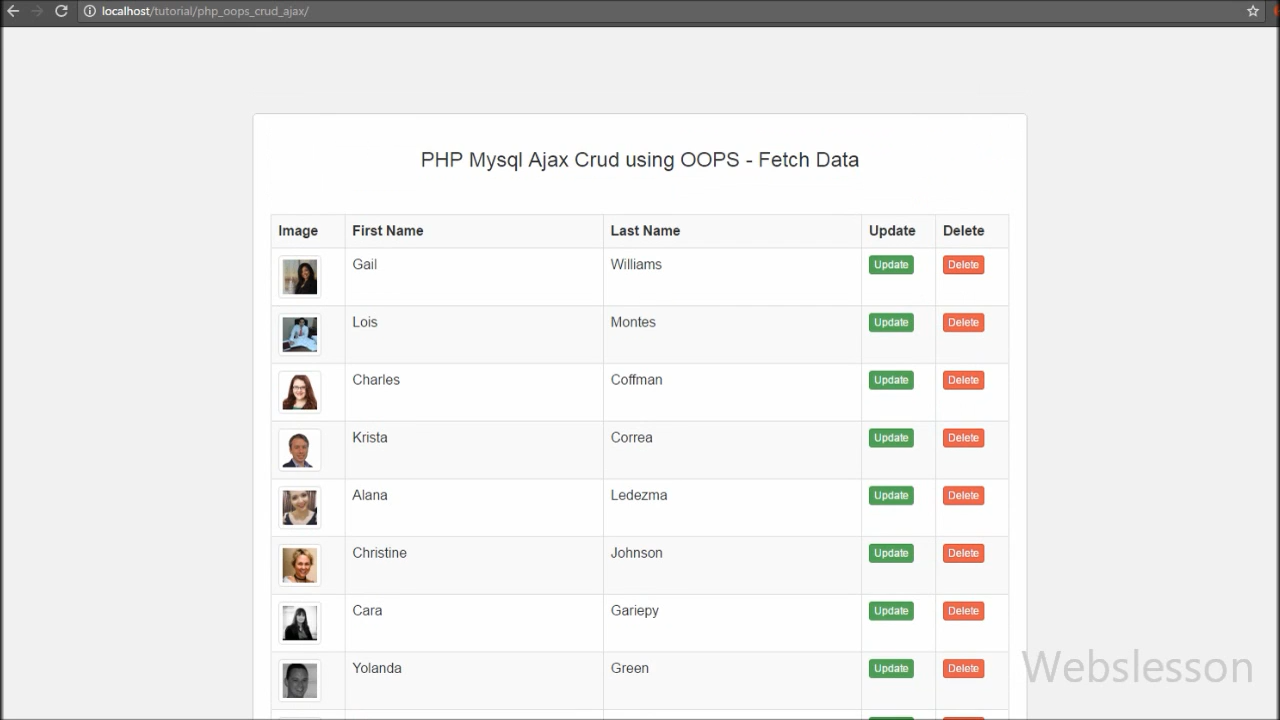 localhost/tutorial/php_oops_crud_ajax/
PHP Mysql Ajax Crud using OOPS - Fetch Data
Image First Name Last Name Update Delete
Gail Williams Update Delete
Lois Montes Update Delete
Charles Coffman Update Delete
Krista Correa Update Delete
Alana Ledezma Update Delete
Christine Johnson Update Delete
Cara Gariepy Update Delete
Yolanda Green Update Delete
Webslesson